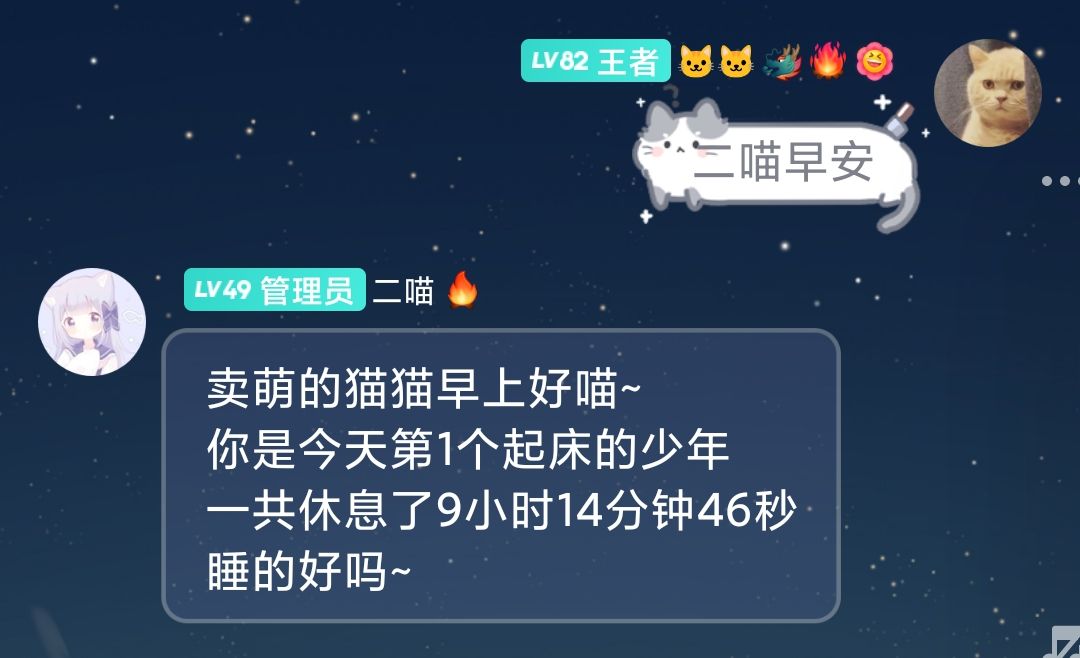 LV82 王者 🐱🐱🐉🔥
二喵早安
LV49 管理员 二喵🔥
卖萌的猫猫早上好喵~
你是今天第1个起床的少年
一共休息了9小时14分钟46秒
睡的好吗~